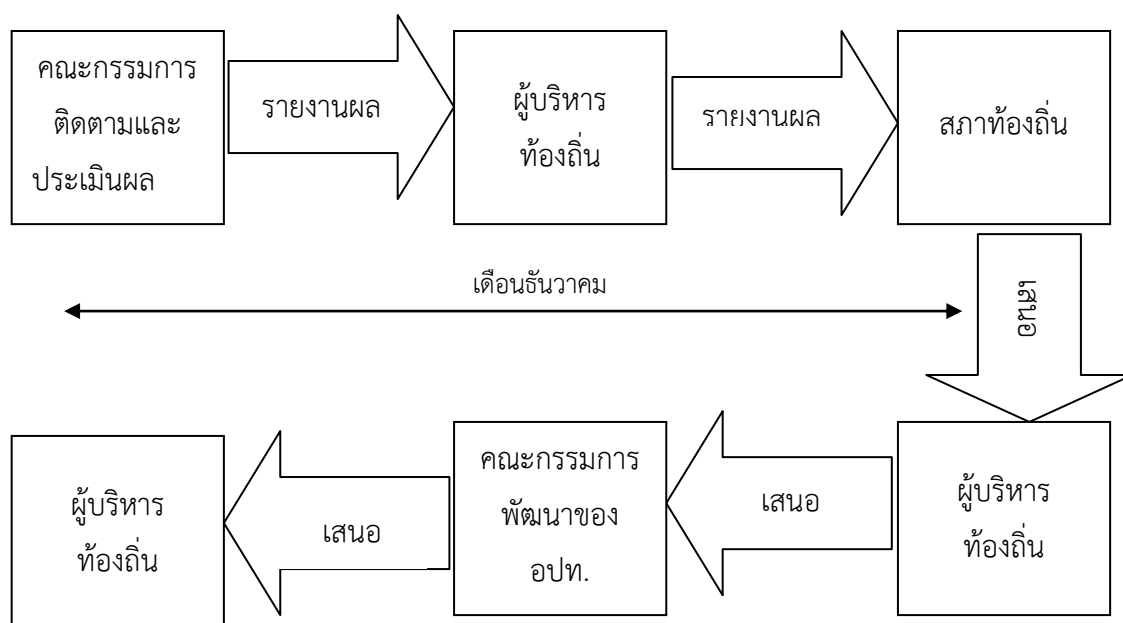 คณะกรรมการ
ติดตามและ
ประเมินผล
รายงานผล
ผู้บริหาร
ท้องถิ่น
รายงานผล
สภาท้องถิ่น
เดือนธันวาคม
เสนอ
ผู้บริหาร
ท้องถิ่น
เสนอ
คณะกรรมการ
พัฒนาของ
อปท.
เสนอ
ผู้บริหาร
ท้องถิ่น